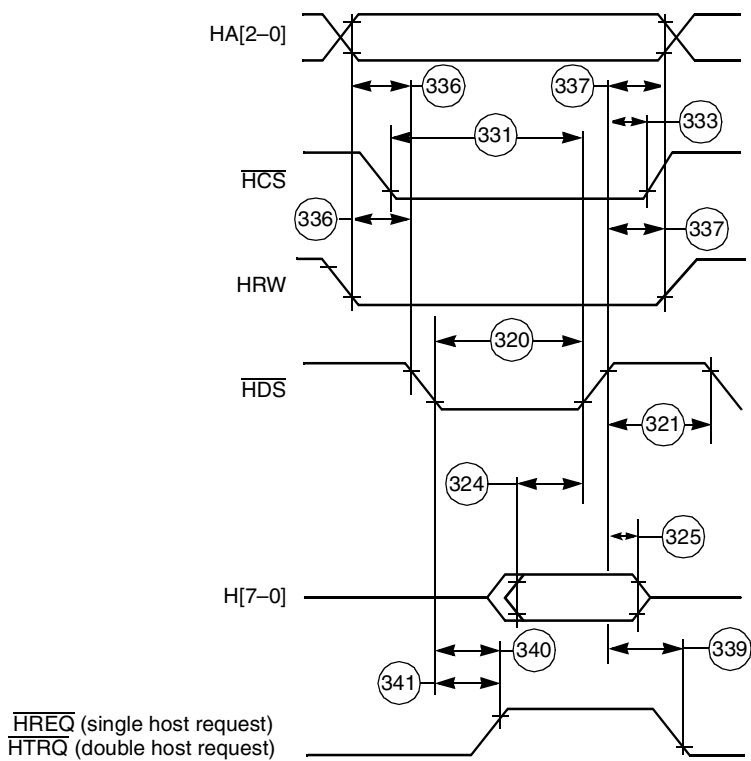 HA[2–0]
336
337
333
331
HCS
336
337
HRW
320
HDS
321
324
325
H[7–0]
340
339
341
HREQ (single host request)
HTRQ (double host request)